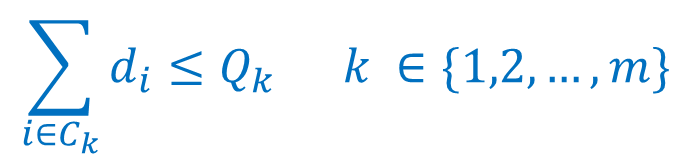 ∑_{i∈C_k} d_i ≤ Q_k k ∈ {1,2, … , m}